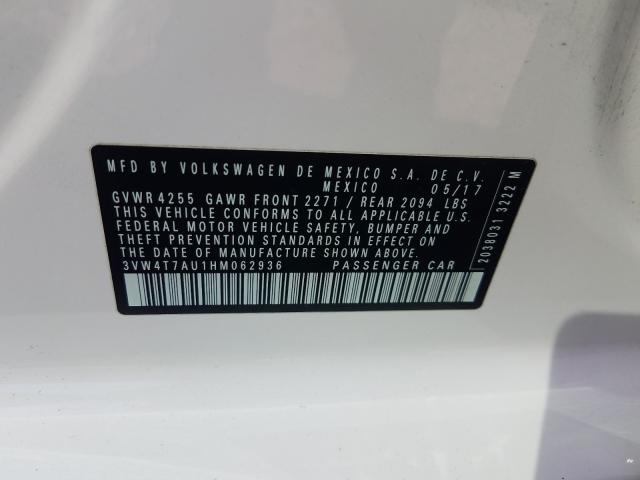 MFD BY VOLKSWAGEN DE MEXICO S.A. DE C.V.
MEXICO 05/17
GVWR 4255 GAWR FRONT 2271 / REAR 2094 LBS
THIS VEHICLE CONFORMS TO ALL APPLICABLE U.S.
FEDERAL MOTOR VEHICLE SAFETY, BUMPER AND
THEFT PREVENTION STANDARDS IN EFFECT ON
THE DATE OF MANUFACTURE SHOWN ABOVE.
3VW4T7AU1HM062936 PASSENGER CAR
2038031 3222 M